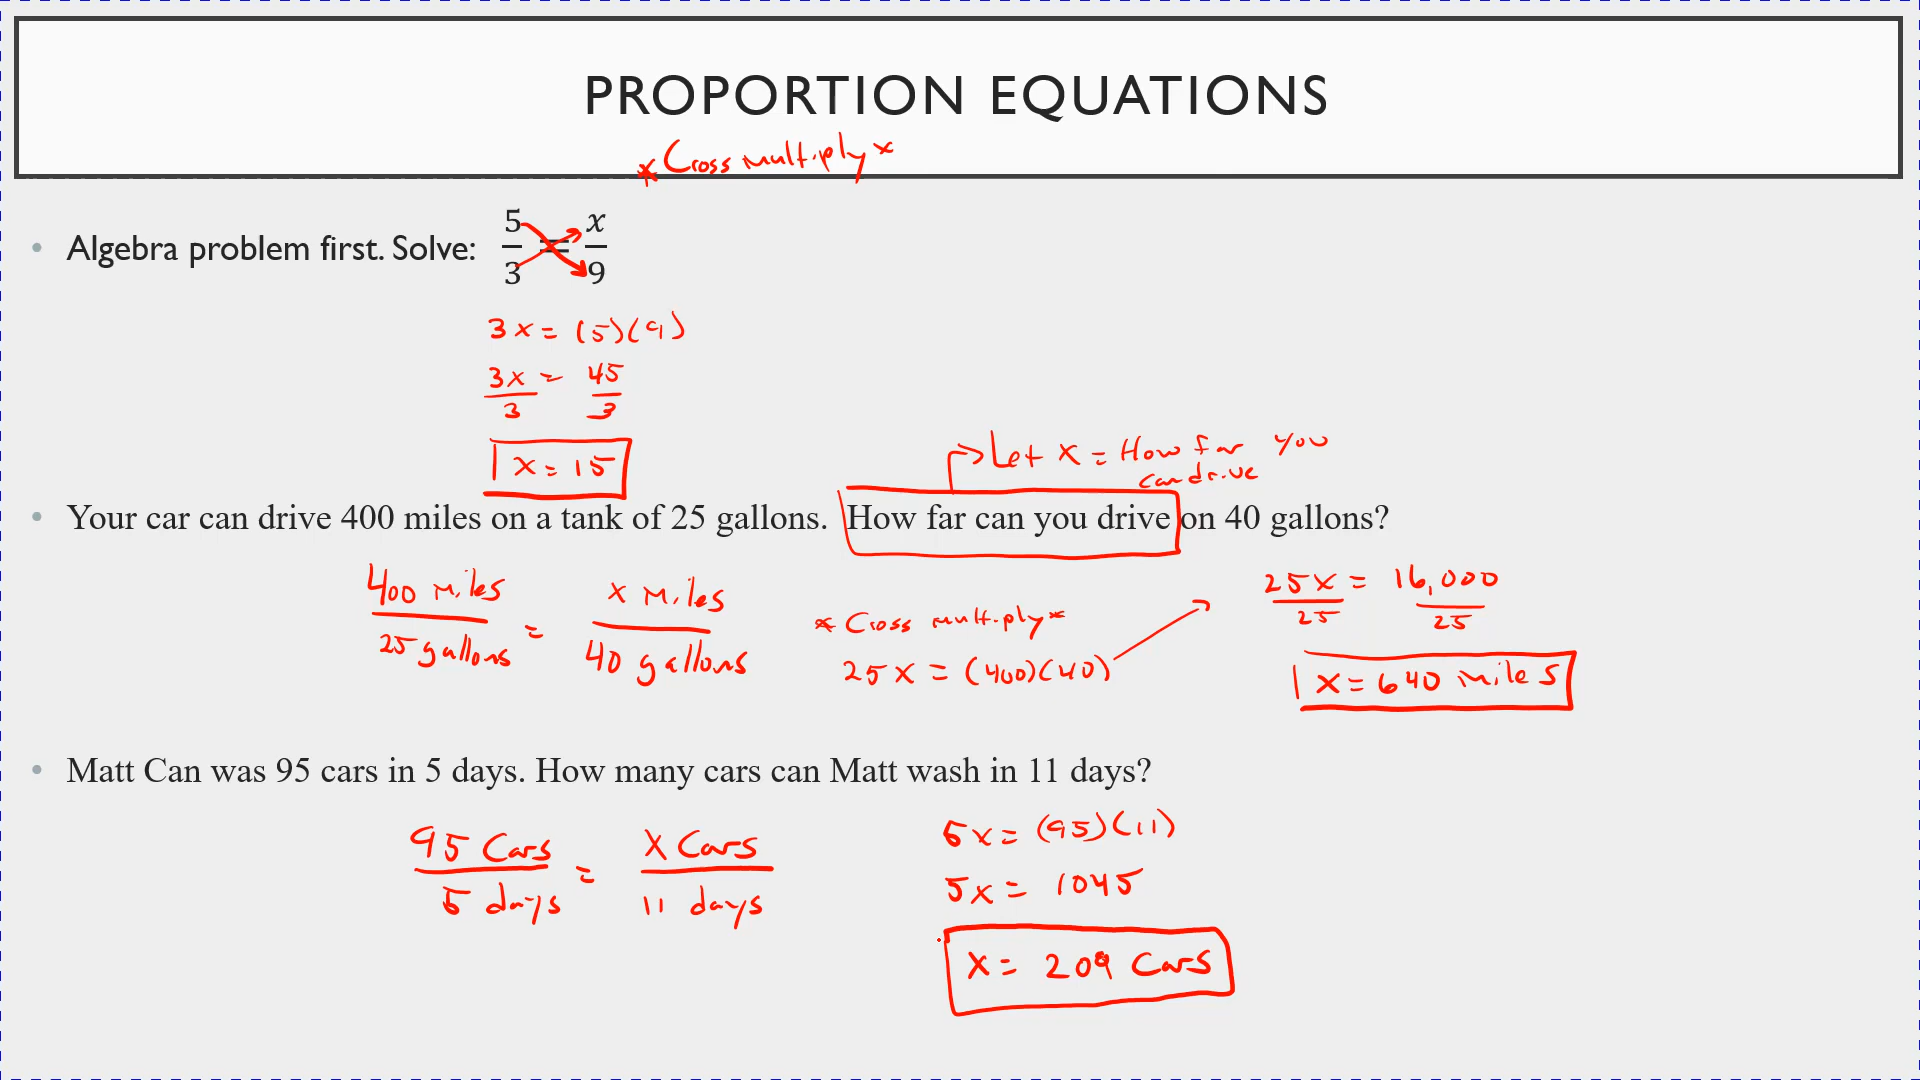 PROPORTION EQUATIONS
*Cross multiply*
• Algebra problem first. Solve: 5/3 = x/9
3x = (5)(9)
3x/3 = 45/3
x = 15
Let x = How far you
can drive
• Your car can drive 400 miles on a tank of 25 gallons. How far can you drive on 40 gallons?
400 miles/25 gallons = x miles/40 gallons
*Cross multiply*
25x = (400)(40)
25x/25 = 16,000/25
x = 640 miles
• Matt Can was 95 cars in 5 days. How many cars can Matt wash in 11 days?
95 Cars/5 days = x Cars/11 days
5x = (95)(11)
5x = 1045
x = 209 Cars